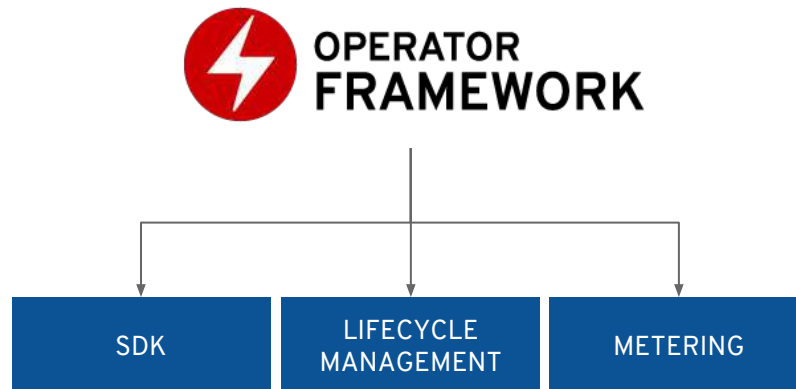 OPERATOR
FRAMEWORK
SDK
LIFECYCLE
MANAGEMENT
METERING